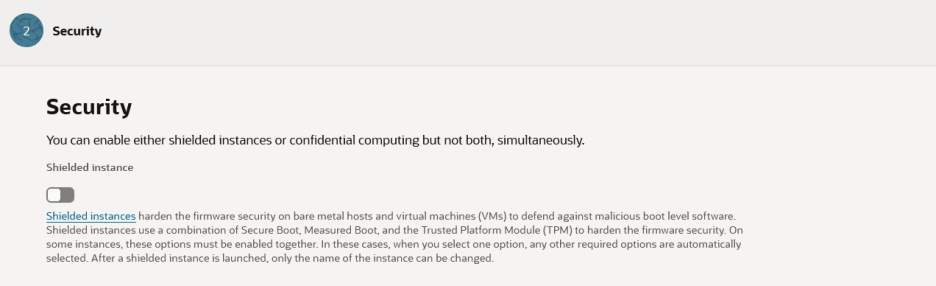 2 Security
Security
You can enable either shielded instances or confidential computing but not both, simultaneously.
Shielded instance
Shielded instances harden the firmware security on bare metal hosts and virtual machines (VMs) to defend against malicious boot level software.
Shielded instances use a combination of Secure Boot, Measured Boot, and the Trusted Platform Module (TPM) to harden the firmware security. On
some instances, these options must be enabled together. In these cases, when you select one option, any other required options are automatically
selected. After a shielded instance is launched, only the name of the instance can be changed.